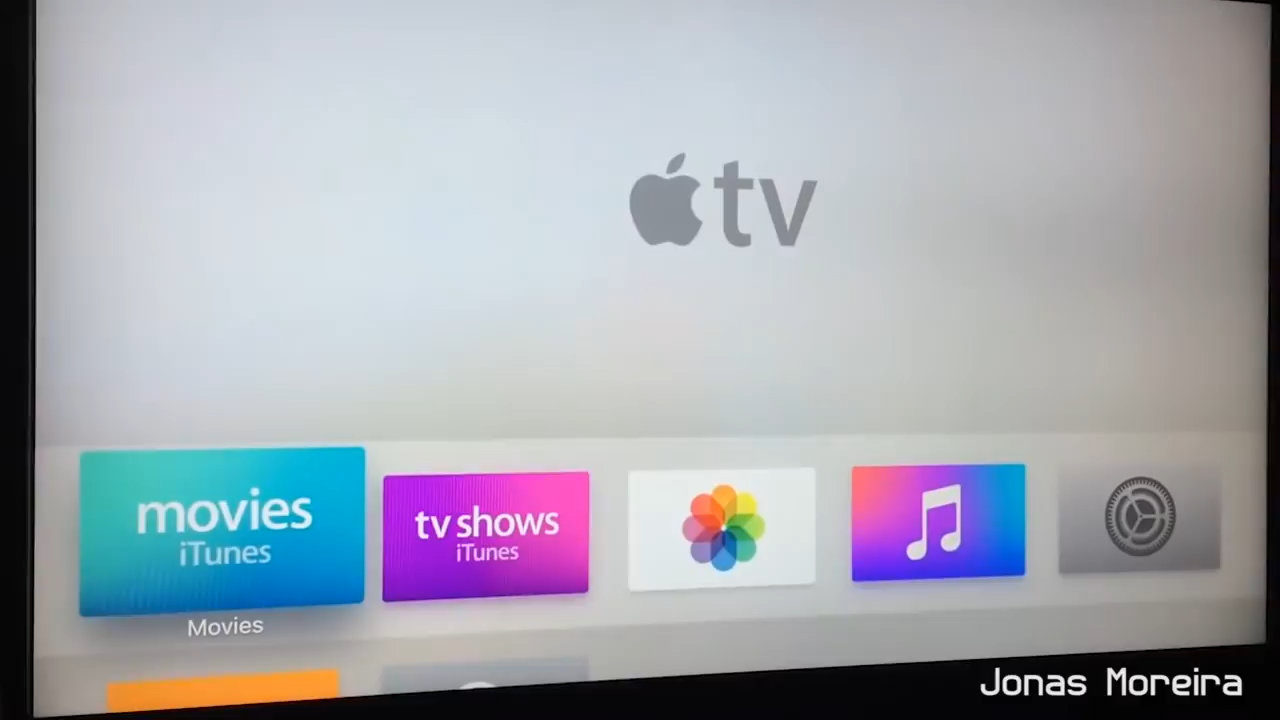 tv
movies
iTunes
tv shows
iTunes
Movies
Jonas Moreira